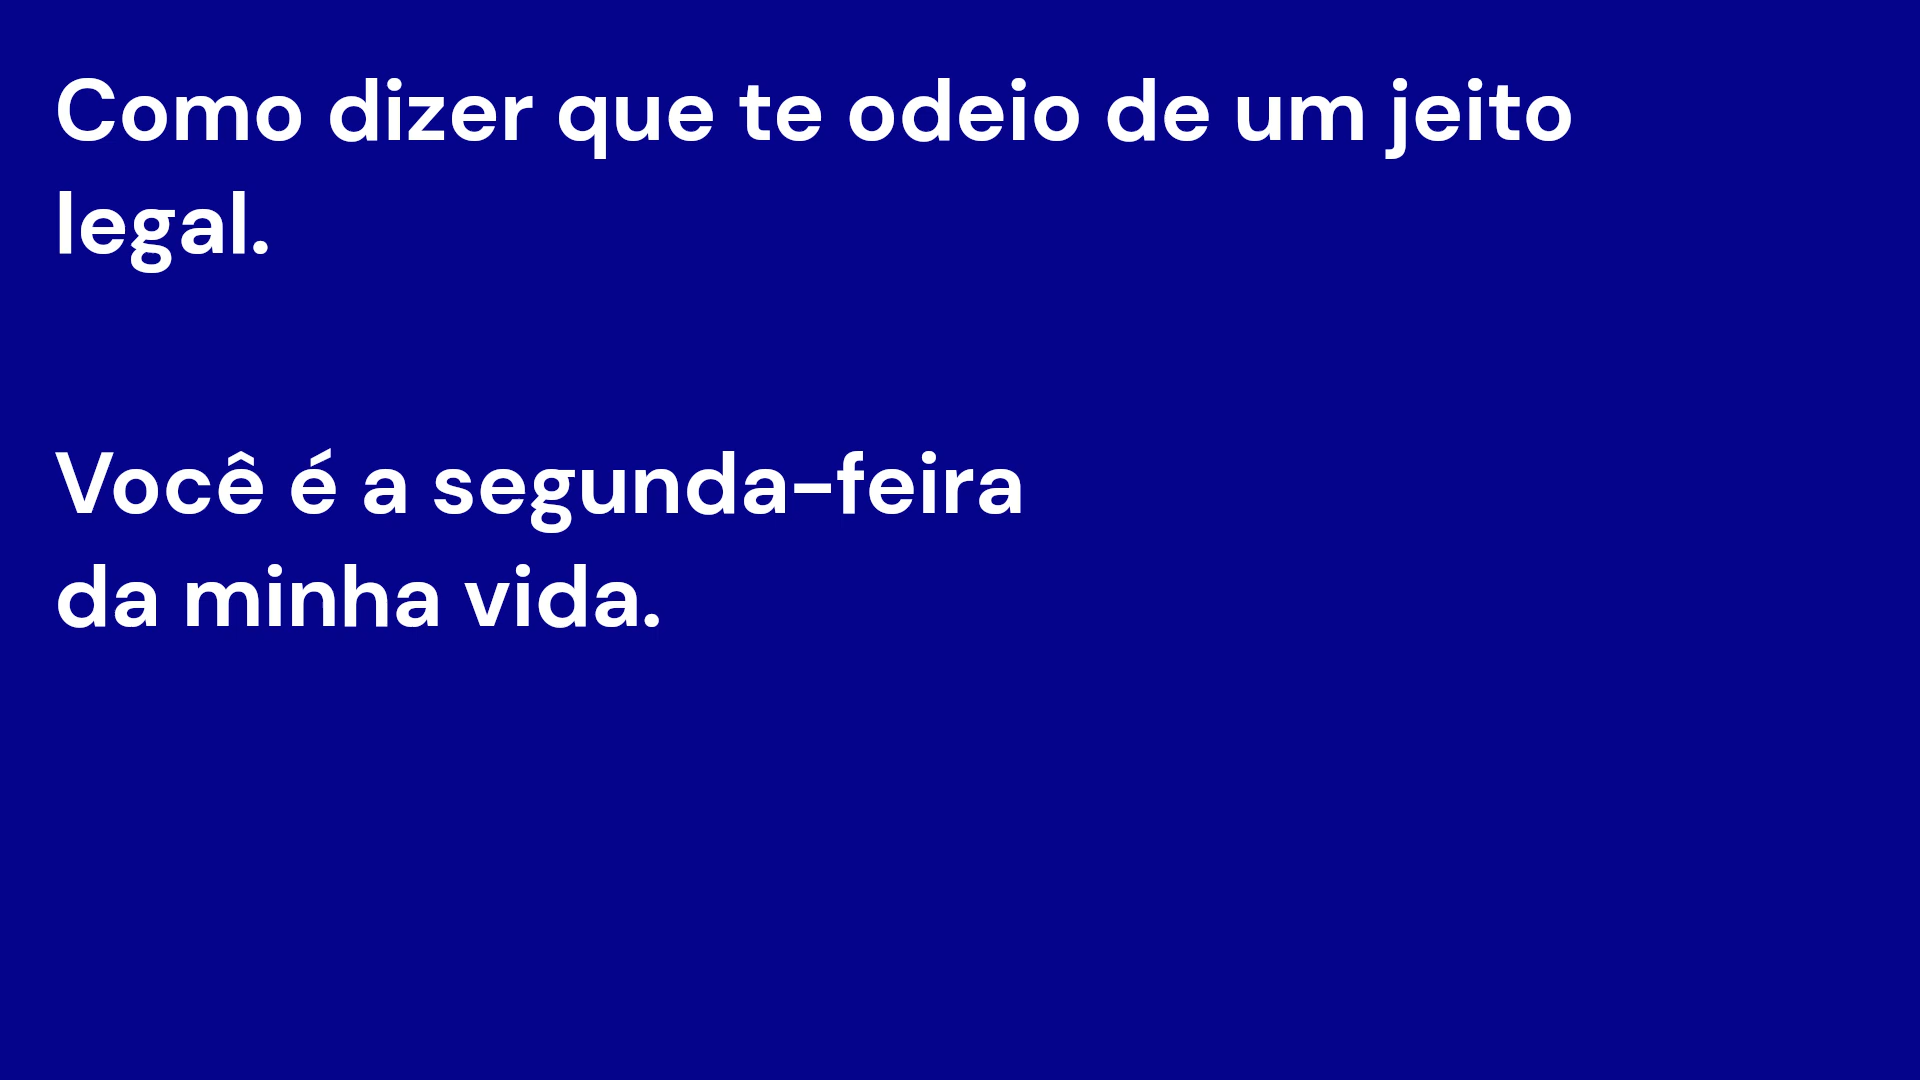 Como dizer que te odeio de um jeito
legal.
Você é a segunda-feira
da minha vida.